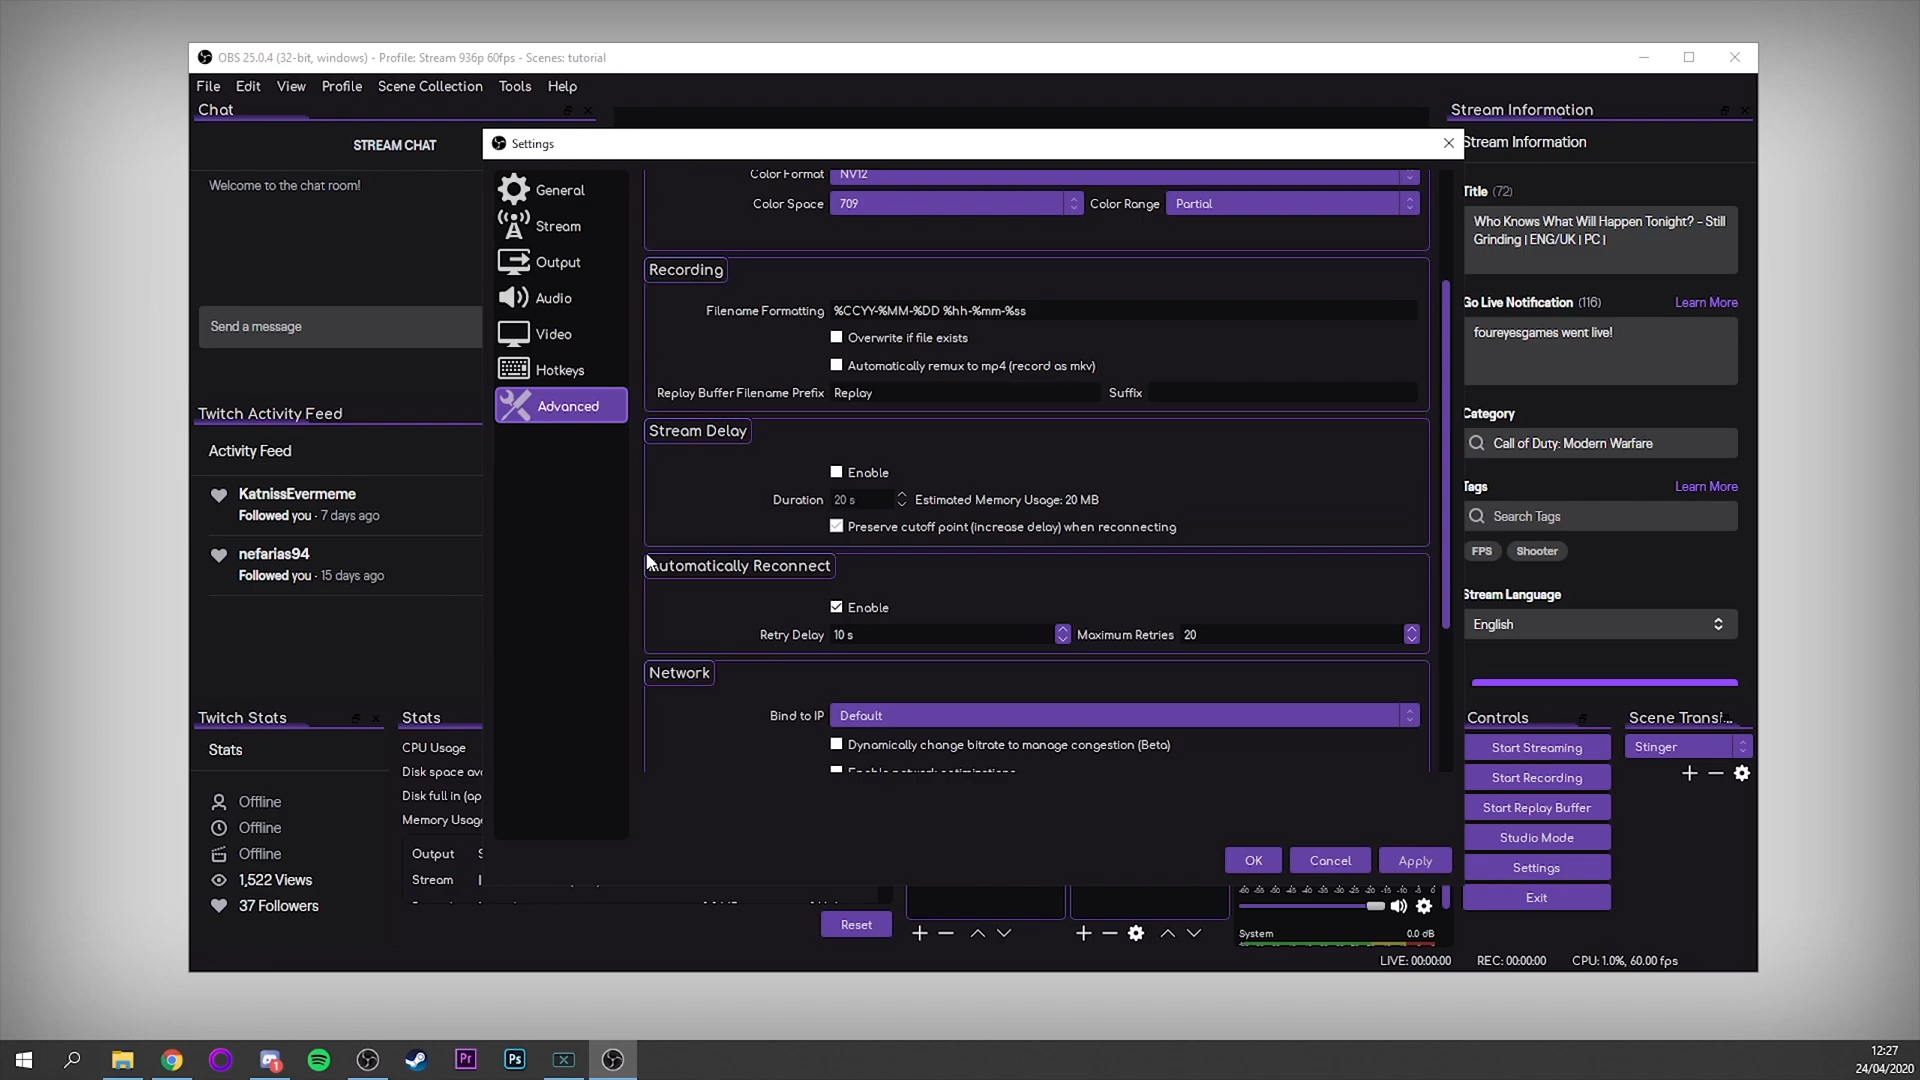 OBS 25.0.4 (32-bit, windows) - Profile: Stream 936p 60fps - Scenes: tutorial
File Edit View Profile Scene Collection Tools Help
Chat
STREAM CHAT
Welcome to the chat room!
Send a message
Twitch Activity Feed
Activity Feed
KatnissEvermeme
Followed you · 7 days ago
nefarias94
Followed you · 15 days ago
Twitch Stats
Stats
Offline
Offline
Offline
1,522 Views
37 Followers
Stats
CPU Usage
Disk space
Disk full in
Memory
Output
Stream
Reset
Settings
General
Stream
Output
Audio
Video
Hotkeys
Advanced
Color Format NV12
Color Space 709 Color Range Partial
Recording
Filename Formatting %CCYY-%MM-%DD %hh-%mm-%ss
Overwrite if file exists
Automatically remux to mp4 (record as mkv)
Replay Buffer Filename Prefix Replay Suffix
Stream Delay
Enable
Duration 20 s Estimated Memory Usage: 20 MB
Preserve cutoff point (increase delay) when reconnecting
Automatically Reconnect
Enable
Retry Delay 10 s Maximum Retries 20
Network
Bind to IP Default
Dynamically change bitrate to manage congestion (Beta)
Enable network optimizations
OK Cancel Apply
System 0.0 dB
Stream Information
Stream Information
Title (72)
Who Knows What Will Happen Tonight? - Still
Grinding | ENG/UK | PC |
Go Live Notification (116) Learn More
foureyesgames went live!
Category
Call of Duty: Modern Warfare
Tags Learn More
Search Tags
FPS Shooter
Stream Language
English
Controls
Start Streaming
Start Recording
Start Replay Buffer
Studio Mode
Settings
Exit
Scene Transi...
Stinger
LIVE: 00:00:00 REC: 00:00:00 CPU: 1.0%, 60.00 fps
1
Pr
Ps
12:27
24/04/2020